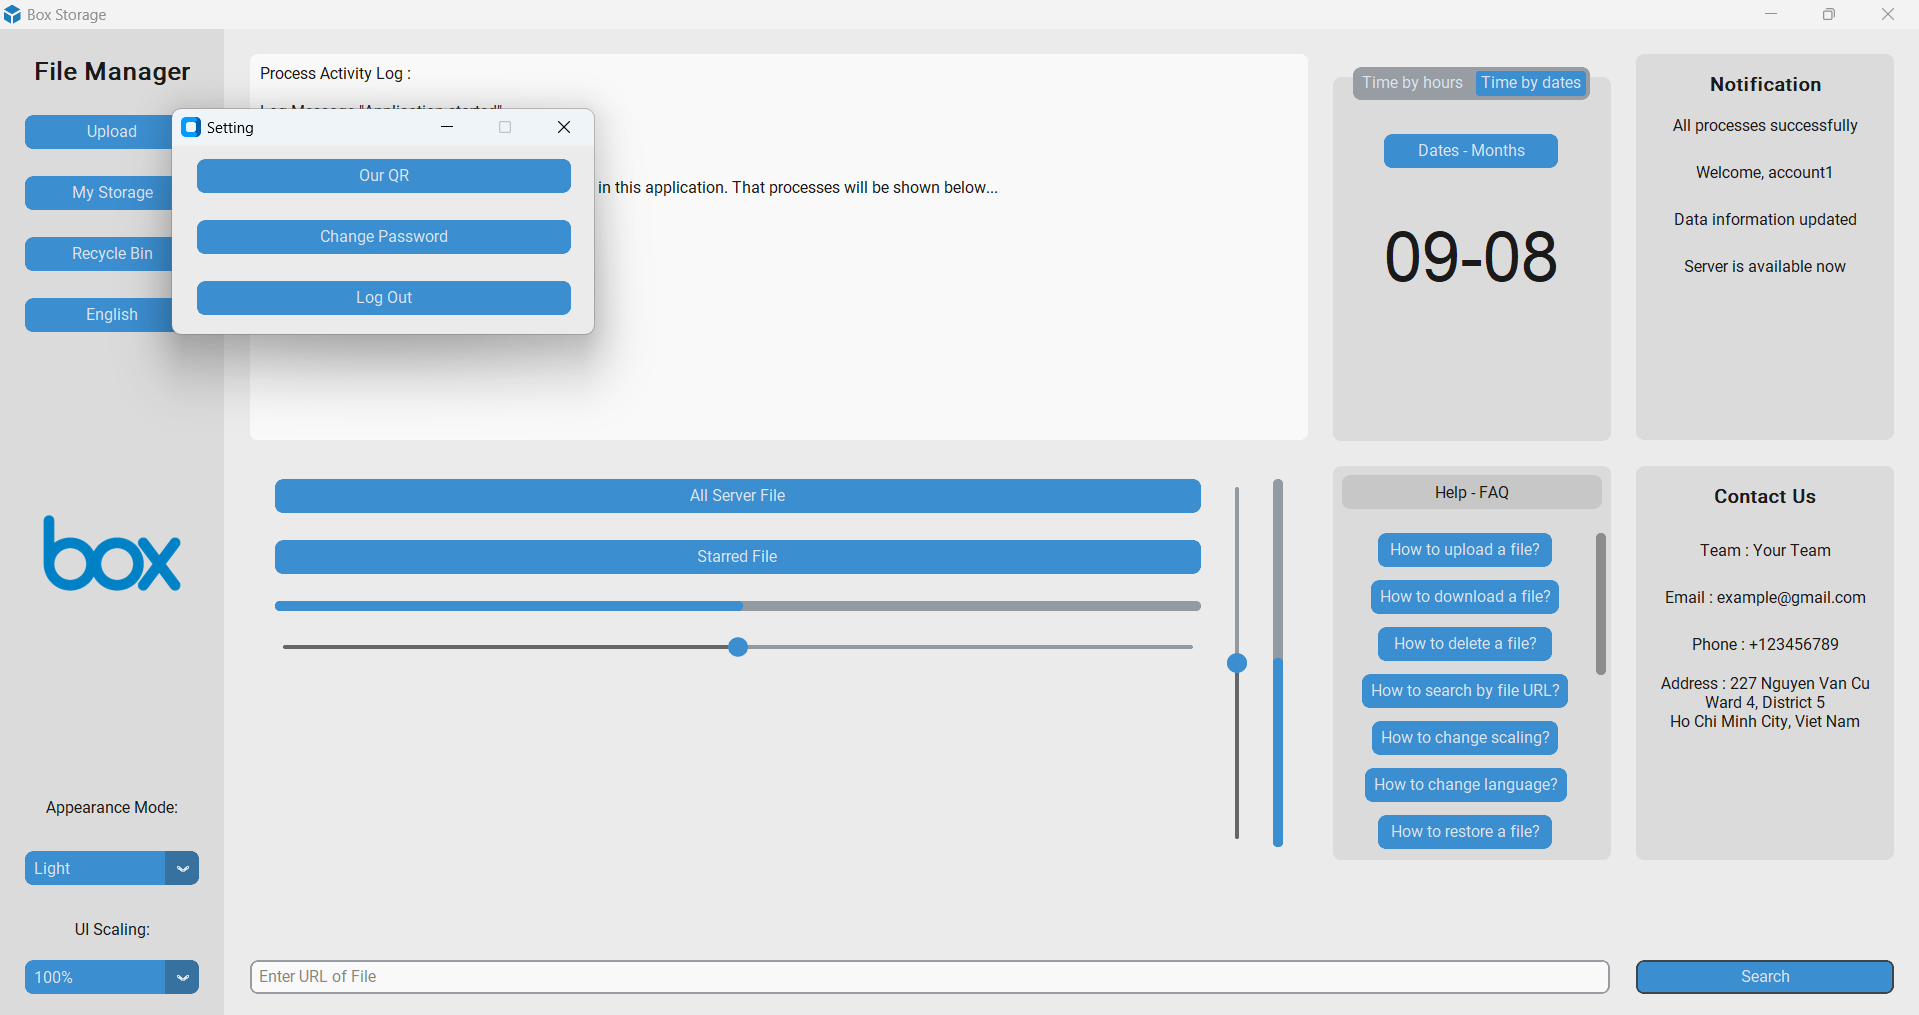 Box Storage
File Manager
Upload
My Storage
Recycle Bin
English
box
Appearance Mode:
Light
UI Scaling:
100%
Setting
Our QR
Change Password
Log Out
Process Activity Log :
Log Message "Application started"
in this application. That processes will be shown below...
All Server File
Starred File
Enter URL of File
Time by hours
Time by dates
Dates - Months
09-08
Help - FAQ
How to upload a file?
How to download a file?
How to delete a file?
How to search by file URL?
How to change scaling?
How to change language?
How to restore a file?
Notification
All processes successfully
Welcome, account1
Data information updated
Server is available now
Contact Us
Team : Your Team
Email : example@gmail.com
Phone : +123456789
Address : 227 Nguyen Van Cu
Ward 4, District 5
Ho Chi Minh City, Viet Nam
Search